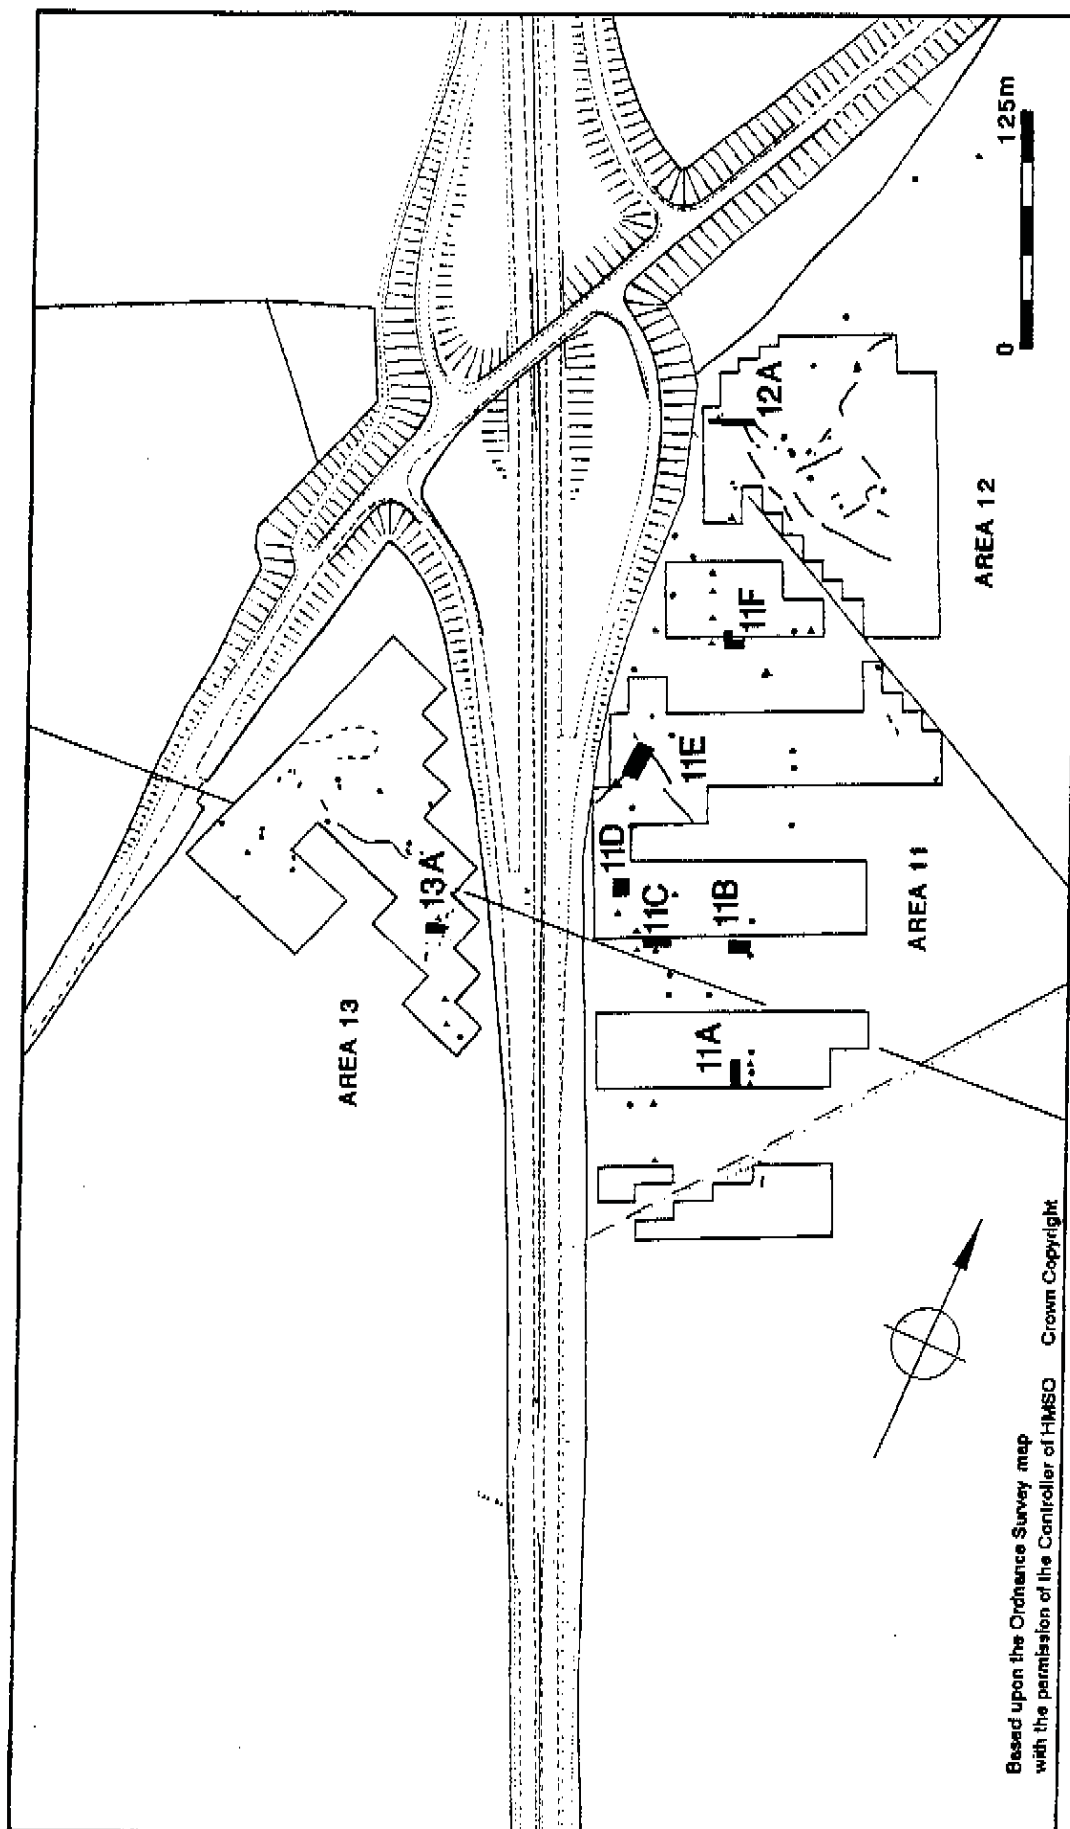 AREA 13
13A
11A
11B
11C
11D
11E
11F
12A
AREA 11
AREA 12
0 125m
Based upon the Ordnance Survey map
with the permission of the Controller of HMSO Crown Copyright